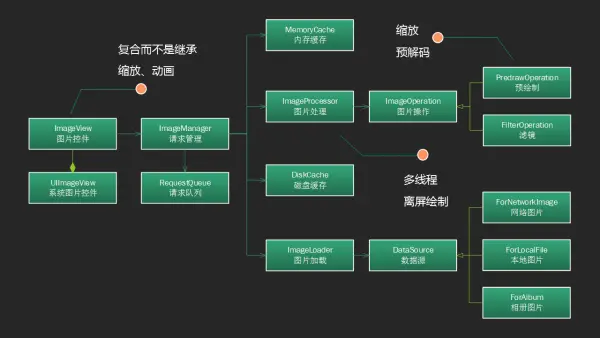 MemoryCache
内存缓存
缩放
预解码
复合而不是继承
缩放、动画
PredrawOperation
预绘制
ImageProcessor
图片处理
ImageOperation
图片操作
ImageView
图片控件
ImageManager
请求管理
FilterOperation
滤镜
多线程
离屏绘制
UIImageView
系统图片控件
RequestQueue
请求队列
DiskCache
磁盘缓存
ForNetworkImage
网络图片
ImageLoader
图片加载
DataSource
数据源
ForLocalFile
本地图片
ForAlbum
相册图片